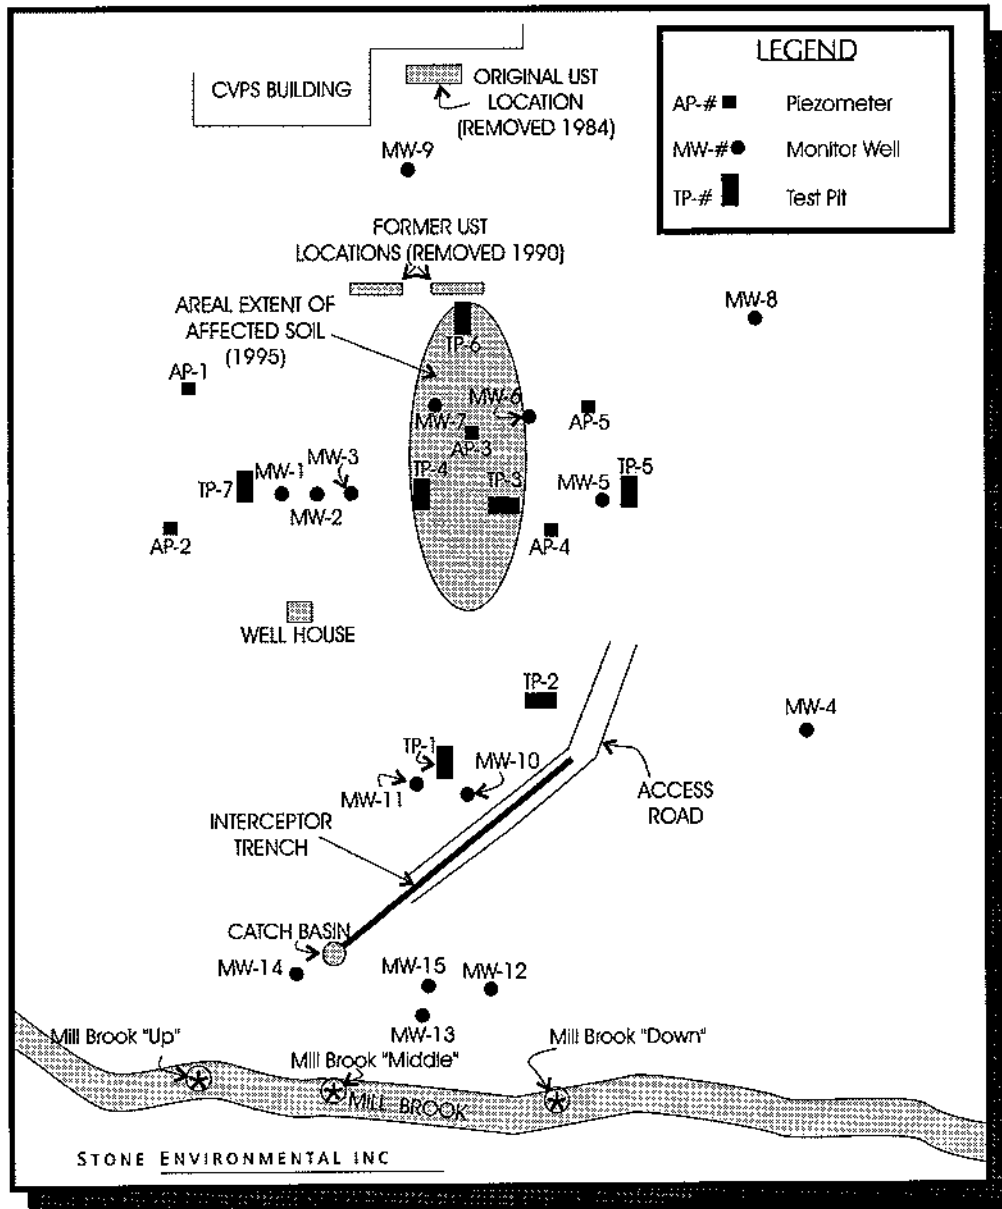 LEGEND
AP-# Piezometer
MW-# Monitor Well
TP-# Test Pit
CVPS BUILDING
ORIGINAL UST
LOCATION
(REMOVED 1984)
MW-9
FORMER UST
LOCATIONS (REMOVED 1990)
AREAL EXTENT OF
AFFECTED SOIL
(1995)
MW-8
TP-6
AP-1
MW-6
MW-7
AP-5
AP-3
MW-3
MW-1
TP-4
TP-3
TP-5
TP-7
MW-5
MW-2
AP-2
AP-4
WELL HOUSE
TP-2
MW-4
TP-1
MW-10
MW-11
ACCESS
ROAD
INTERCEPTOR
TRENCH
CATCH BASIN
MW-14
MW-15
MW-12
MW-13
Mill Brook "Up"
Mill Brook "Middle"
Mill Brook "Down"
MILL BROOK
STONE ENVIRONMENTAL INC